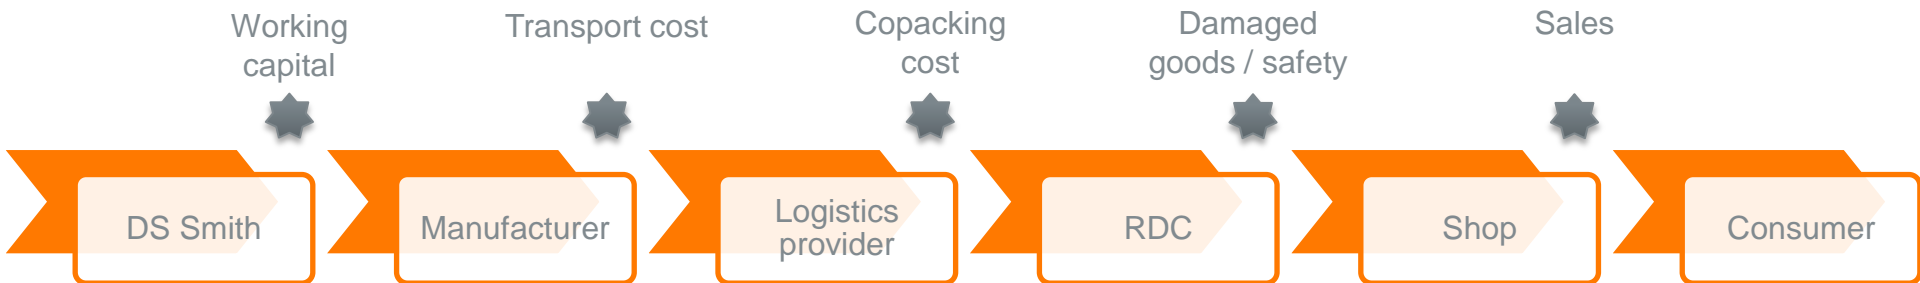 Working
capital
Transport cost
Copacking
cost
Damaged
goods / safety
Sales
DS Smith
Manufacturer
Logistics
provider
RDC
Shop
Consumer